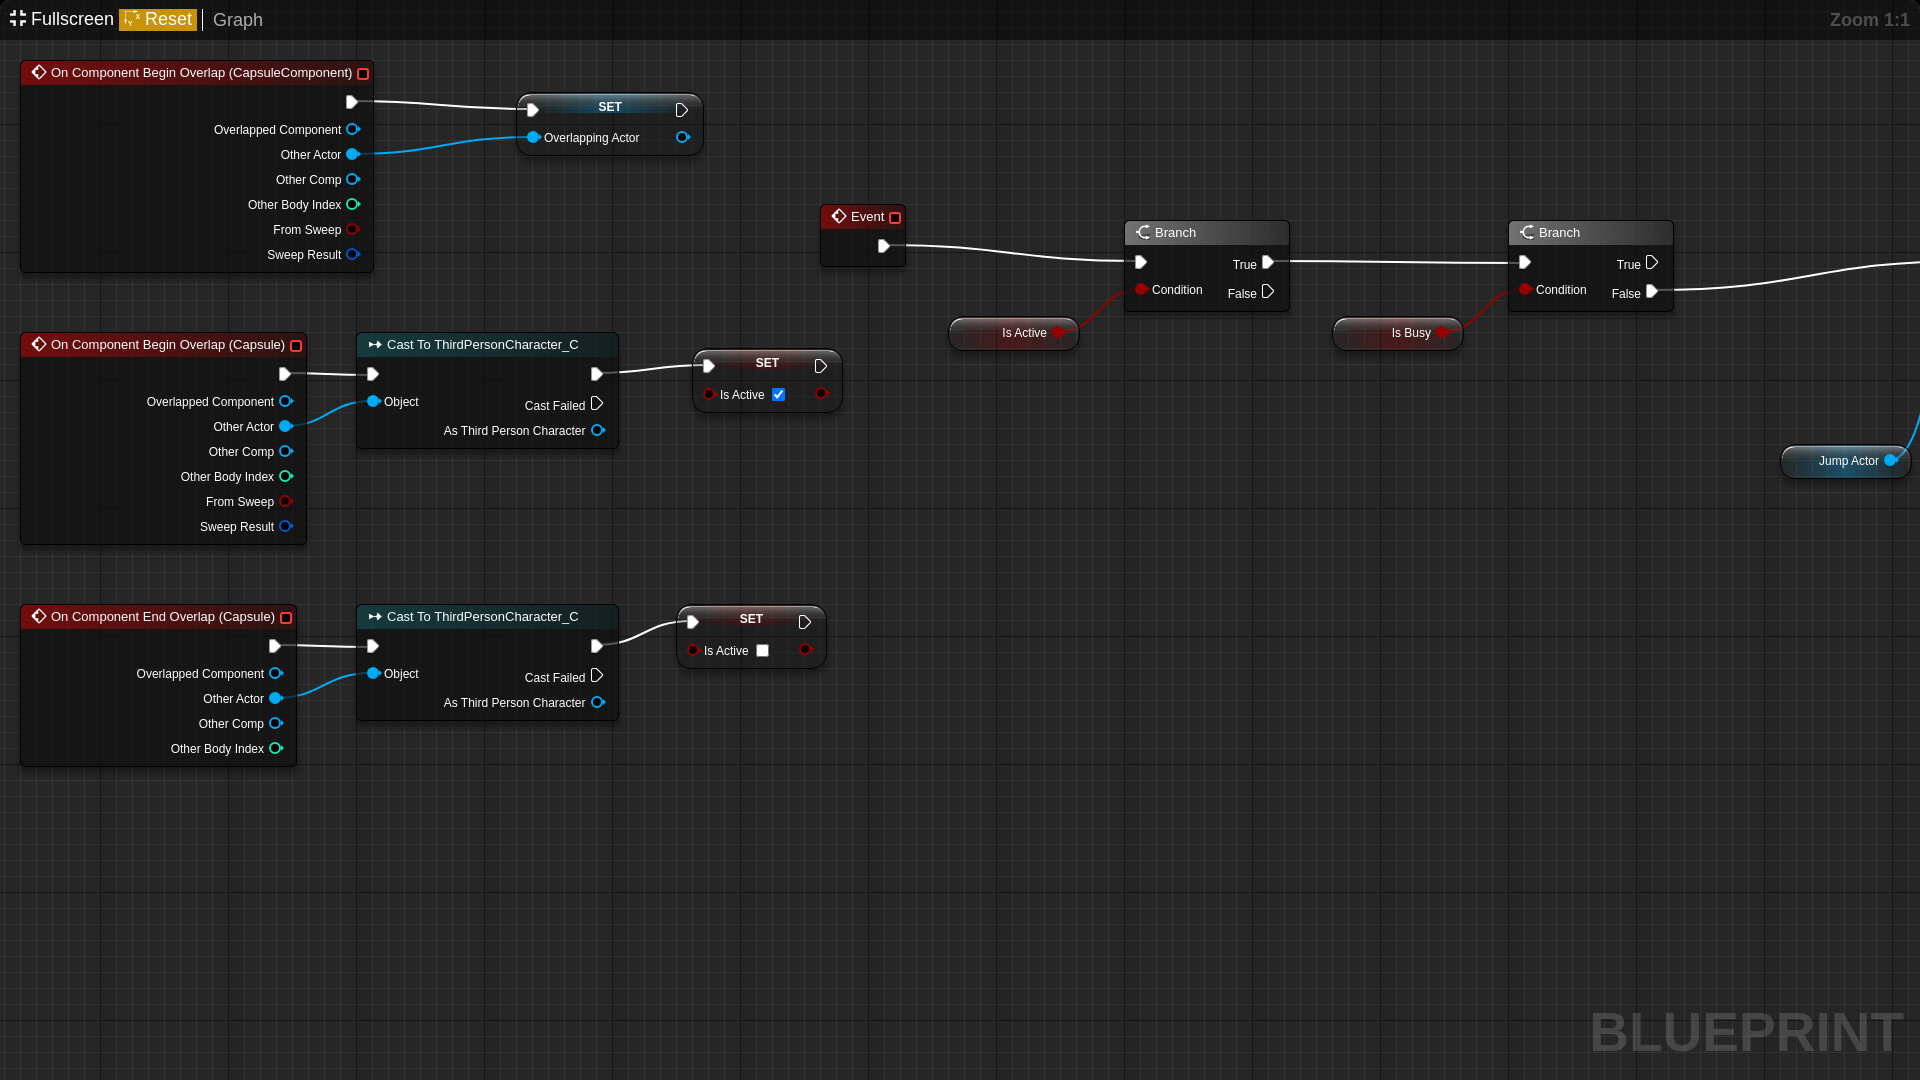 Fullscreen Reset Graph Zoom 1:1
On Component Begin Overlap (CapsuleComponent)
Overlapped Component
Other Actor
Other Comp
Other Body Index
From Sweep
Sweep Result
SET
Overlapping Actor
Event
Branch
True
Condition
False
Is Active
Branch
True
Condition
False
Is Busy
Jump Actor
On Component Begin Overlap (Capsule)
Overlapped Component
Other Actor
Other Comp
Other Body Index
From Sweep
Sweep Result
Cast To ThirdPersonCharacter_C
Object
Cast Failed
As Third Person Character
SET
Is Active
On Component End Overlap (Capsule)
Overlapped Component
Other Actor
Other Comp
Other Body Index
Cast To ThirdPersonCharacter_C
Object
Cast Failed
As Third Person Character
SET
Is Active
BLUEPRINT